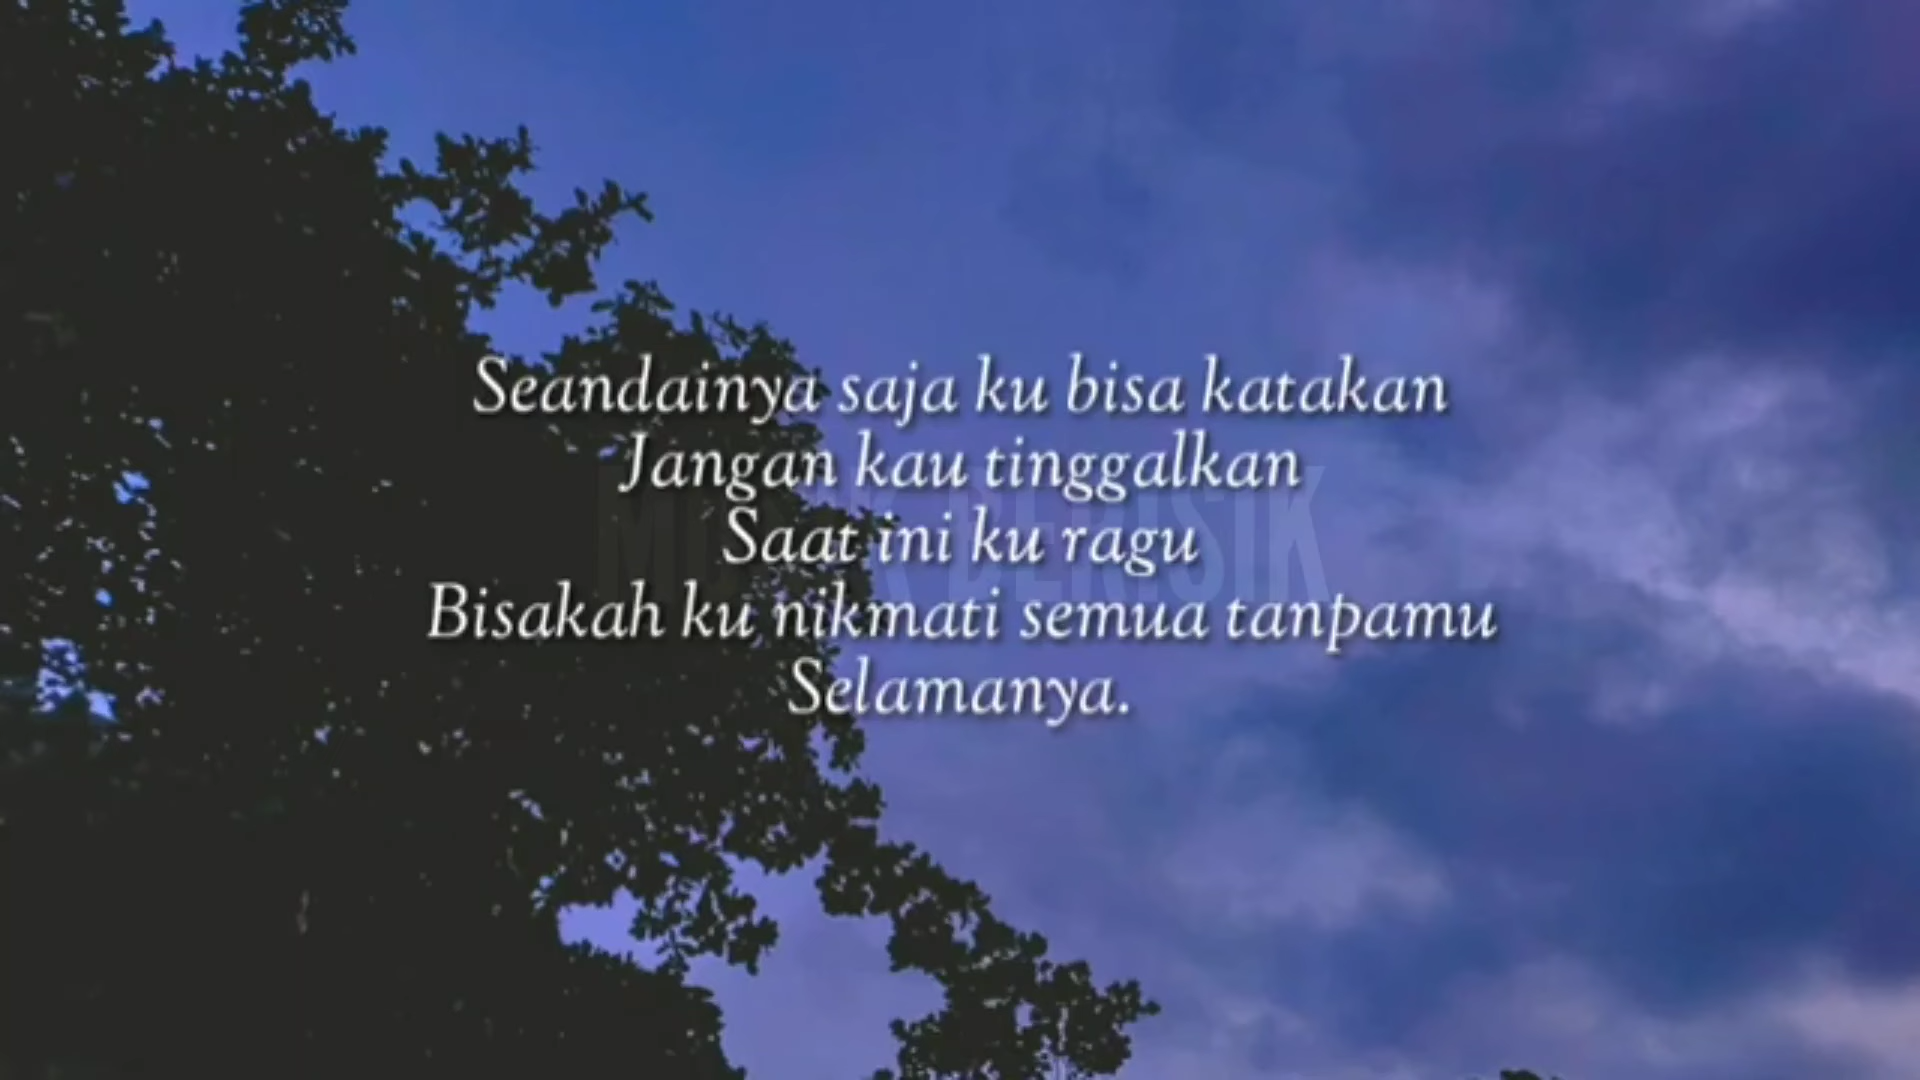 Seandainya saja ku bisa katakan
Jangan kau tinggalkan
Saat ini ku ragu
Bisakah ku nikmati semua tanpamu
Selamanya.